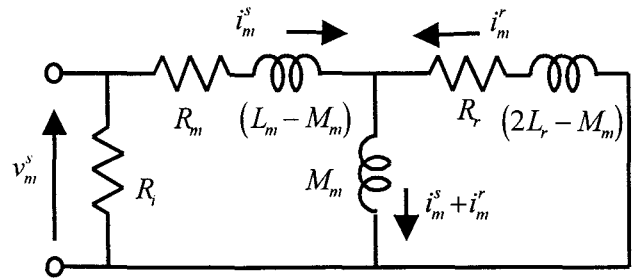 i_m^s
i_m^r
R_m
(L_m − M_m)
R_r
(2L_r − M_m)
v_m^s
R_i
M_m
i_m^s + i_m^r